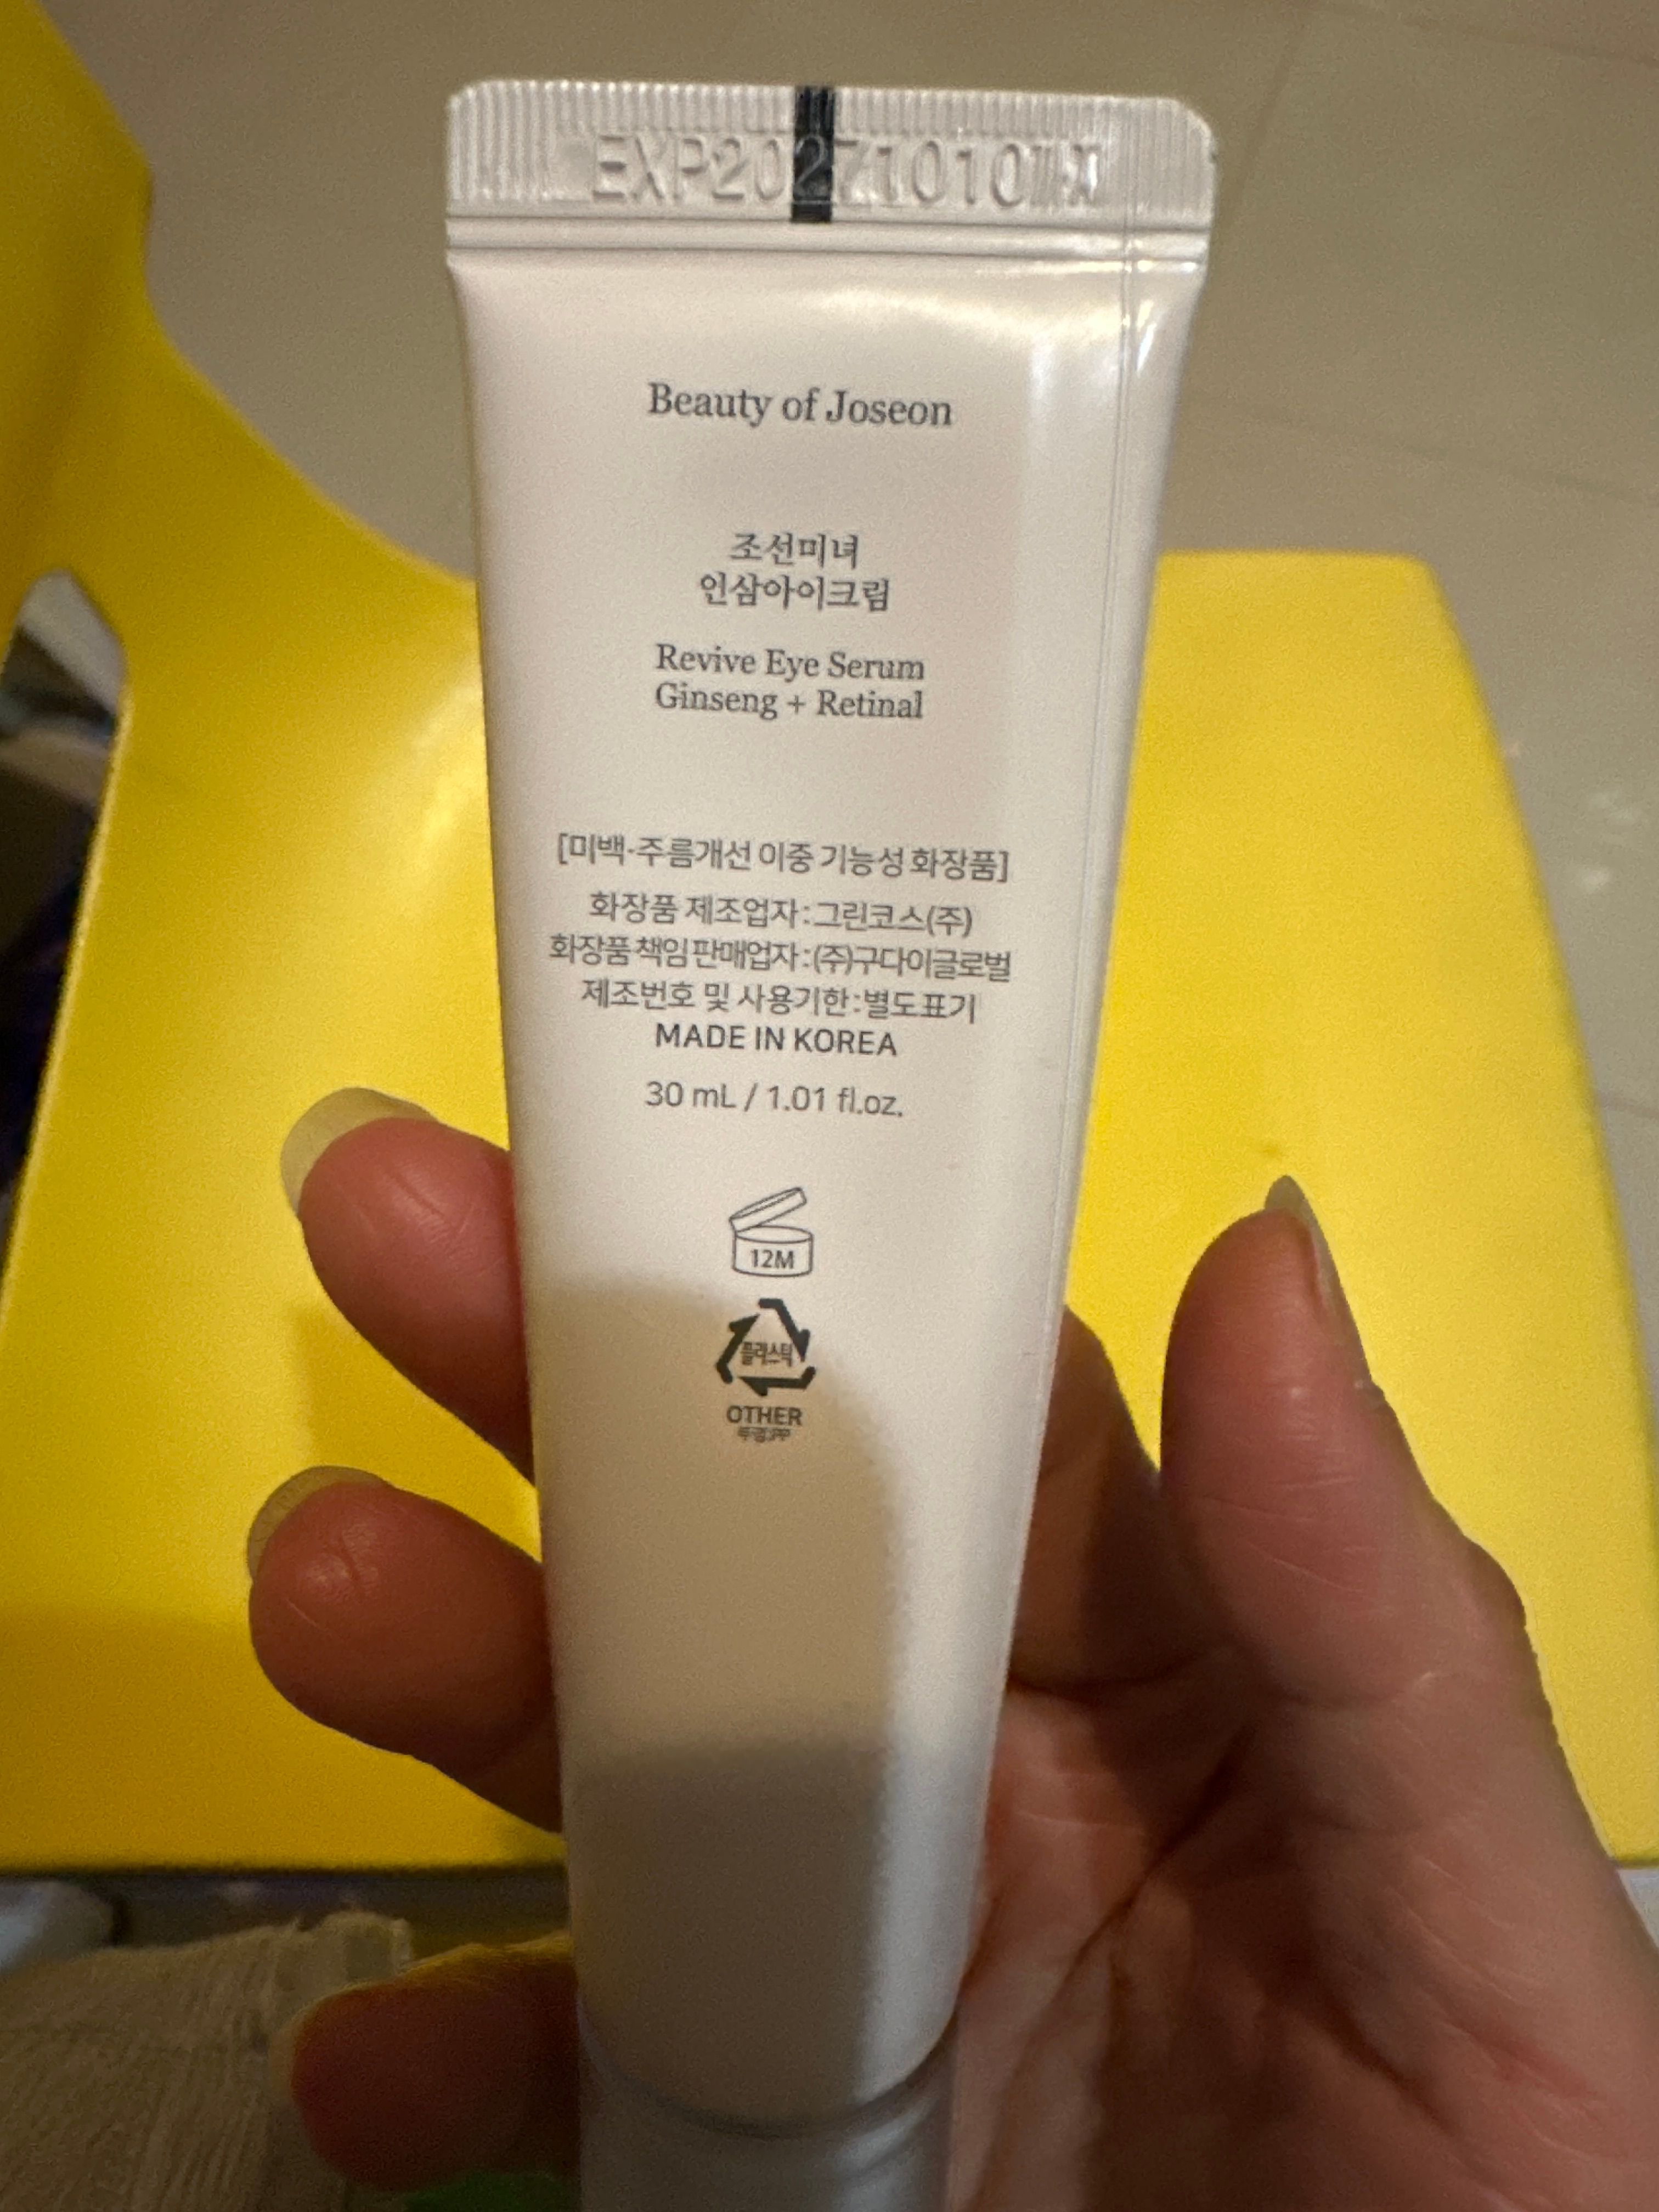 EXP20271010
Beauty of Joseon
조선미녀
인삼아이크림
Revive Eye Serum
Ginseng + Retinal
[미백·주름개선 이중 기능성 화장품]
화장품 제조업자 : 그린코스(주)
화장품 책임 판매업자 : (주)구다이글로벌
제조번호 및 사용기한 : 별도표기
MADE IN KOREA
30 mL / 1.01 fl.oz.
12M
플라스틱
OTHER